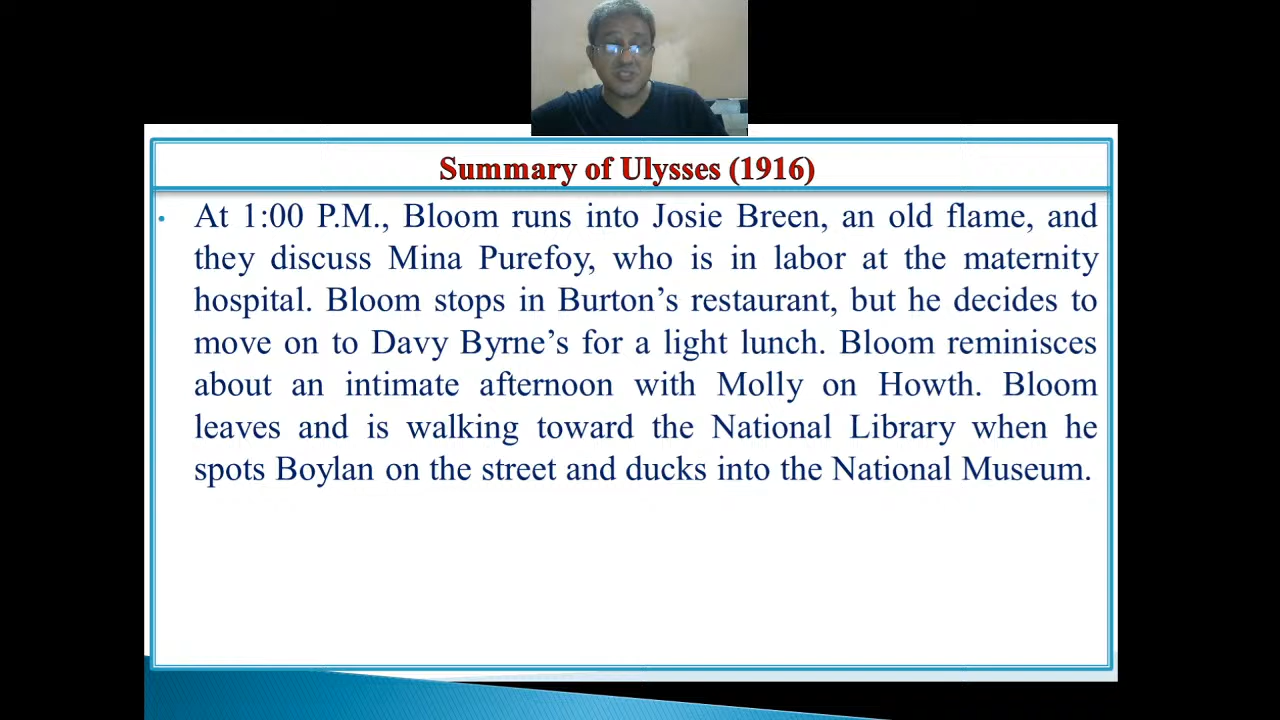 Summary of Ulysses (1916)
• At 1:00 P.M., Bloom runs into Josie Breen, an old flame, and
they discuss Mina Purefoy, who is in labor at the maternity
hospital. Bloom stops in Burton’s restaurant, but he decides to
move on to Davy Byrne’s for a light lunch. Bloom reminisces
about an intimate afternoon with Molly on Howth. Bloom
leaves and is walking toward the National Library when he
spots Boylan on the street and ducks into the National Museum.